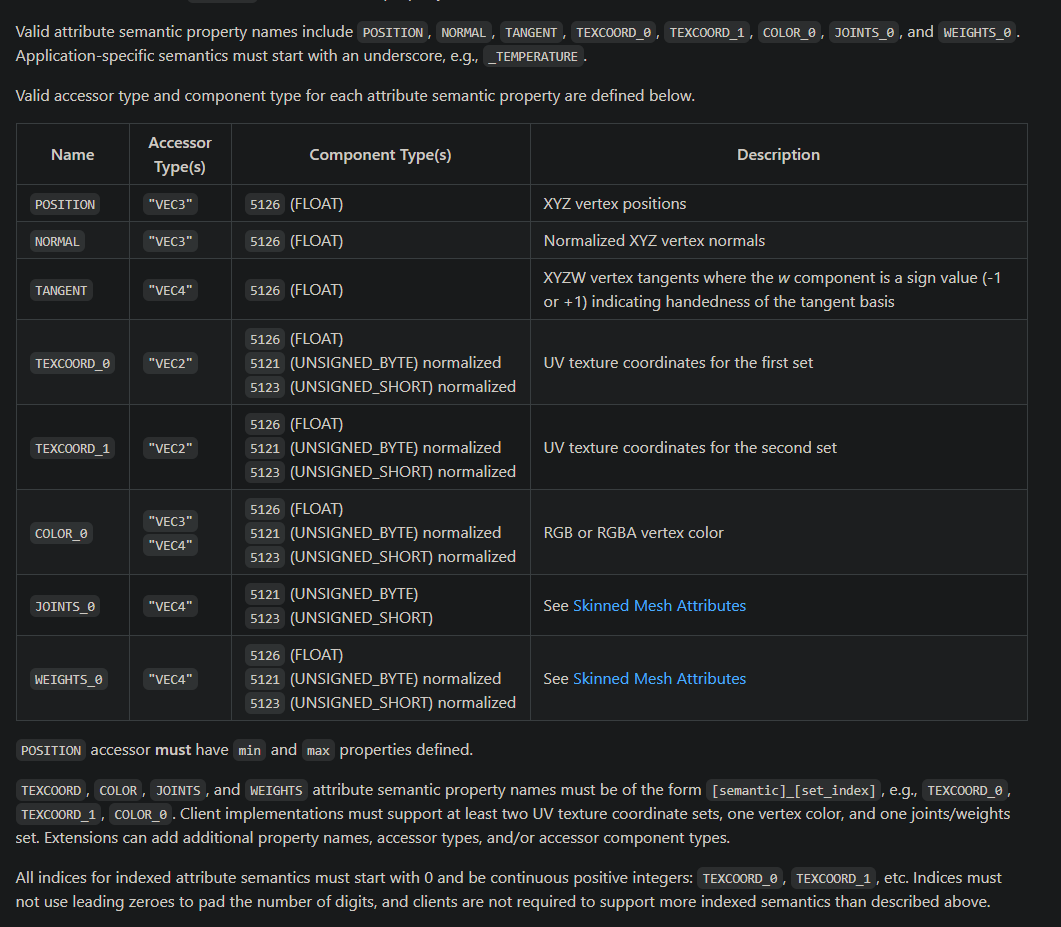 Valid attribute semantic property names include POSITION, NORMAL, TANGENT, TEXCOORD_0, TEXCOORD_1, COLOR_0, JOINTS_0, and WEIGHTS_0.
Application-specific semantics must start with an underscore, e.g., _TEMPERATURE.
Valid accessor type and component type for each attribute semantic property are defined below.
Name Accessor Type(s) Component Type(s) Description
POSITION "VEC3" 5126 (FLOAT) XYZ vertex positions
NORMAL "VEC3" 5126 (FLOAT) Normalized XYZ vertex normals
TANGENT "VEC4" 5126 (FLOAT) XYZW vertex tangents where the w component is a sign value (-1
or +1) indicating handedness of the tangent basis
TEXCOORD_0 "VEC2" 5126 (FLOAT)
5121 (UNSIGNED_BYTE) normalized
5123 (UNSIGNED_SHORT) normalized
UV texture coordinates for the first set
TEXCOORD_1 "VEC2" 5126 (FLOAT)
5121 (UNSIGNED_BYTE) normalized
5123 (UNSIGNED_SHORT) normalized
UV texture coordinates for the second set
COLOR_0 "VEC3"
"VEC4"
5126 (FLOAT)
5121 (UNSIGNED_BYTE) normalized
5123 (UNSIGNED_SHORT) normalized
RGB or RGBA vertex color
JOINTS_0 "VEC4" 5121 (UNSIGNED_BYTE)
5123 (UNSIGNED_SHORT)
See Skinned Mesh Attributes
WEIGHTS_0 "VEC4" 5126 (FLOAT)
5121 (UNSIGNED_BYTE) normalized
5123 (UNSIGNED_SHORT) normalized
See Skinned Mesh Attributes
POSITION accessor must have min and max properties defined.
TEXCOORD, COLOR, JOINTS, and WEIGHTS attribute semantic property names must be of the form [semantic]_[set_index], e.g., TEXCOORD_0,
TEXCOORD_1, COLOR_0. Client implementations must support at least two UV texture coordinate sets, one vertex color, and one joints/weights
set. Extensions can add additional property names, accessor types, and/or accessor component types.
All indices for indexed attribute semantics must start with 0 and be continuous positive integers: TEXCOORD_0, TEXCOORD_1, etc. Indices must
not use leading zeroes to pad the number of digits, and clients are not required to support more indexed semantics than described above.